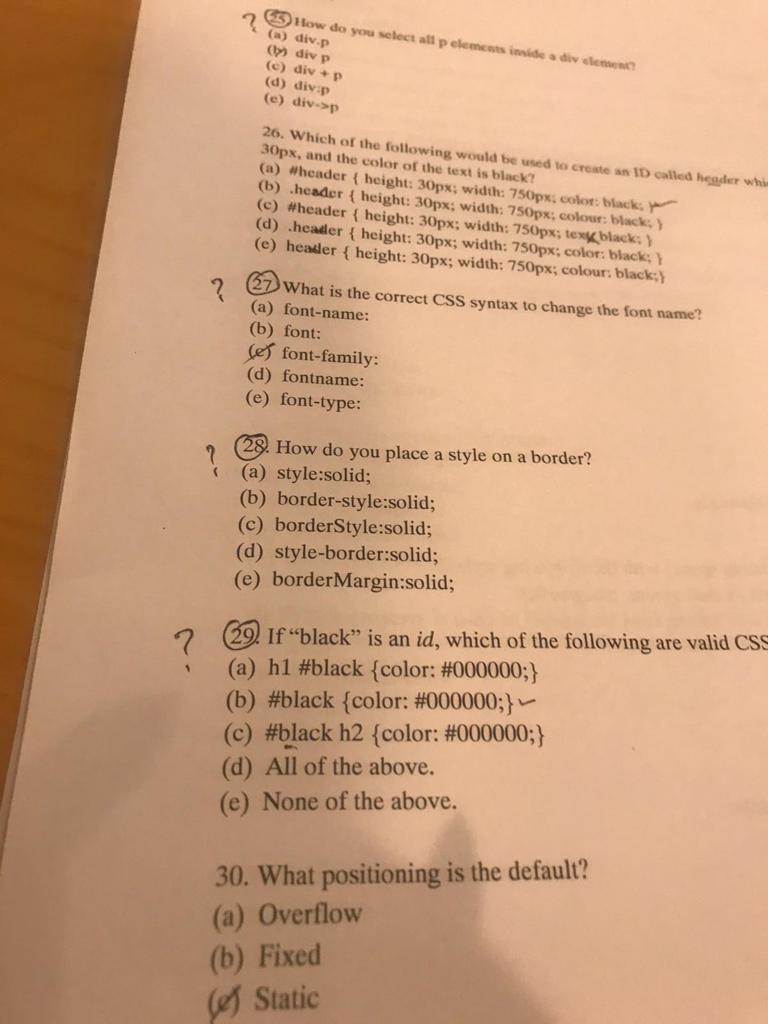 ? 25. How do you select all p elements inside a div element?
(a) div.p
(b) div p
(c) div + p
(d) div:p
(e) div->p
26. Which of the following would be used to create an ID called header
30px, and the color of the text is black?
(a) #header { height: 30px; width: 750px; color: black; }
(b) .header { height: 30px; width: 750px; colour: black; }
(c) #header { height: 30px; width: 750px; text black; }
(d) .header { height: 30px; width: 750px; color: black; }
(e) header { height: 30px; width: 750px; colour: black;}
? 27. What is the correct CSS syntax to change the font name?
(a) font-name:
(b) font:
(c) font-family:
(d) fontname:
(e) font-type:
? 28. How do you place a style on a border?
(a) style:solid;
(b) border-style:solid;
(c) borderStyle:solid;
(d) style-border:solid;
(e) borderMargin:solid;
? 29. If “black” is an id, which of the following are valid CSS
(a) h1 #black {color: #000000;}
(b) #black {color: #000000;}
(c) #black h2 {color: #000000;}
(d) All of the above.
(e) None of the above.
30. What positioning is the default?
(a) Overflow
(b) Fixed
(c) Static